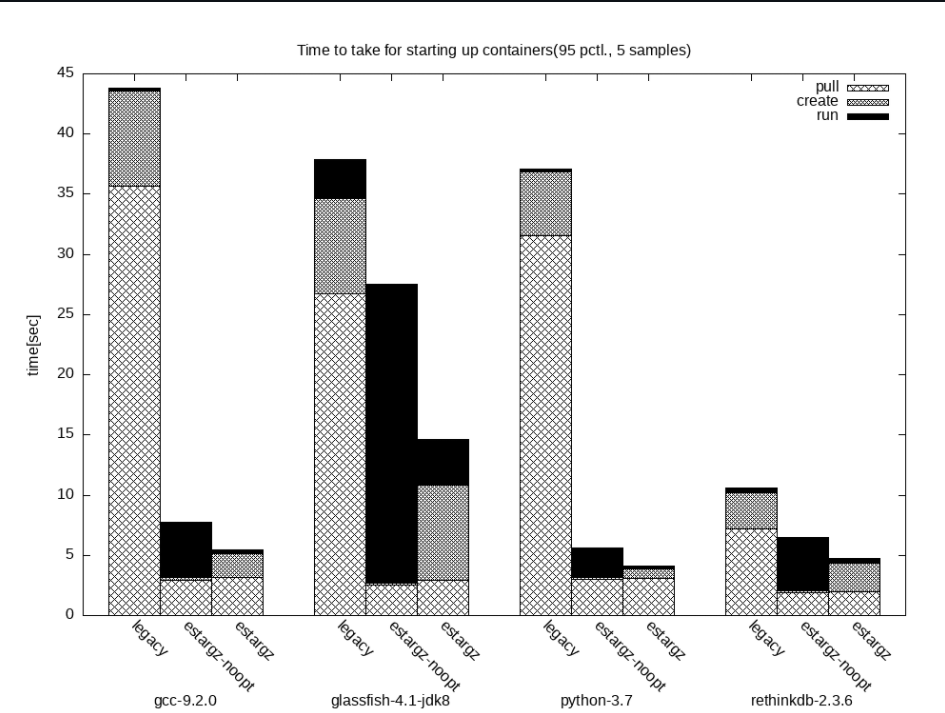 Time to take for starting up containers(95 pctl., 5 samples)
45
40
35
30
25
20
15
10
5
0
time[sec]
pull
create
run
legacy
estargz-noopt
estargz
legacy
estargz-noopt
estargz
legacy
estargz-noopt
estargz
legacy
estargz-noopt
estargz
gcc-9.2.0
glassfish-4.1-jdk8
python-3.7
rethinkdb-2.3.6